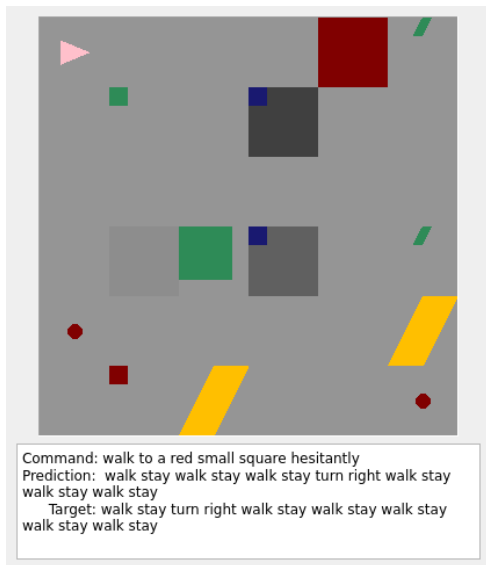 Command: walk to a red small square hesitantly
Prediction:  walk stay walk stay walk stay turn right walk stay
walk stay walk stay
Target: walk stay turn right walk stay walk stay walk stay
walk stay walk stay